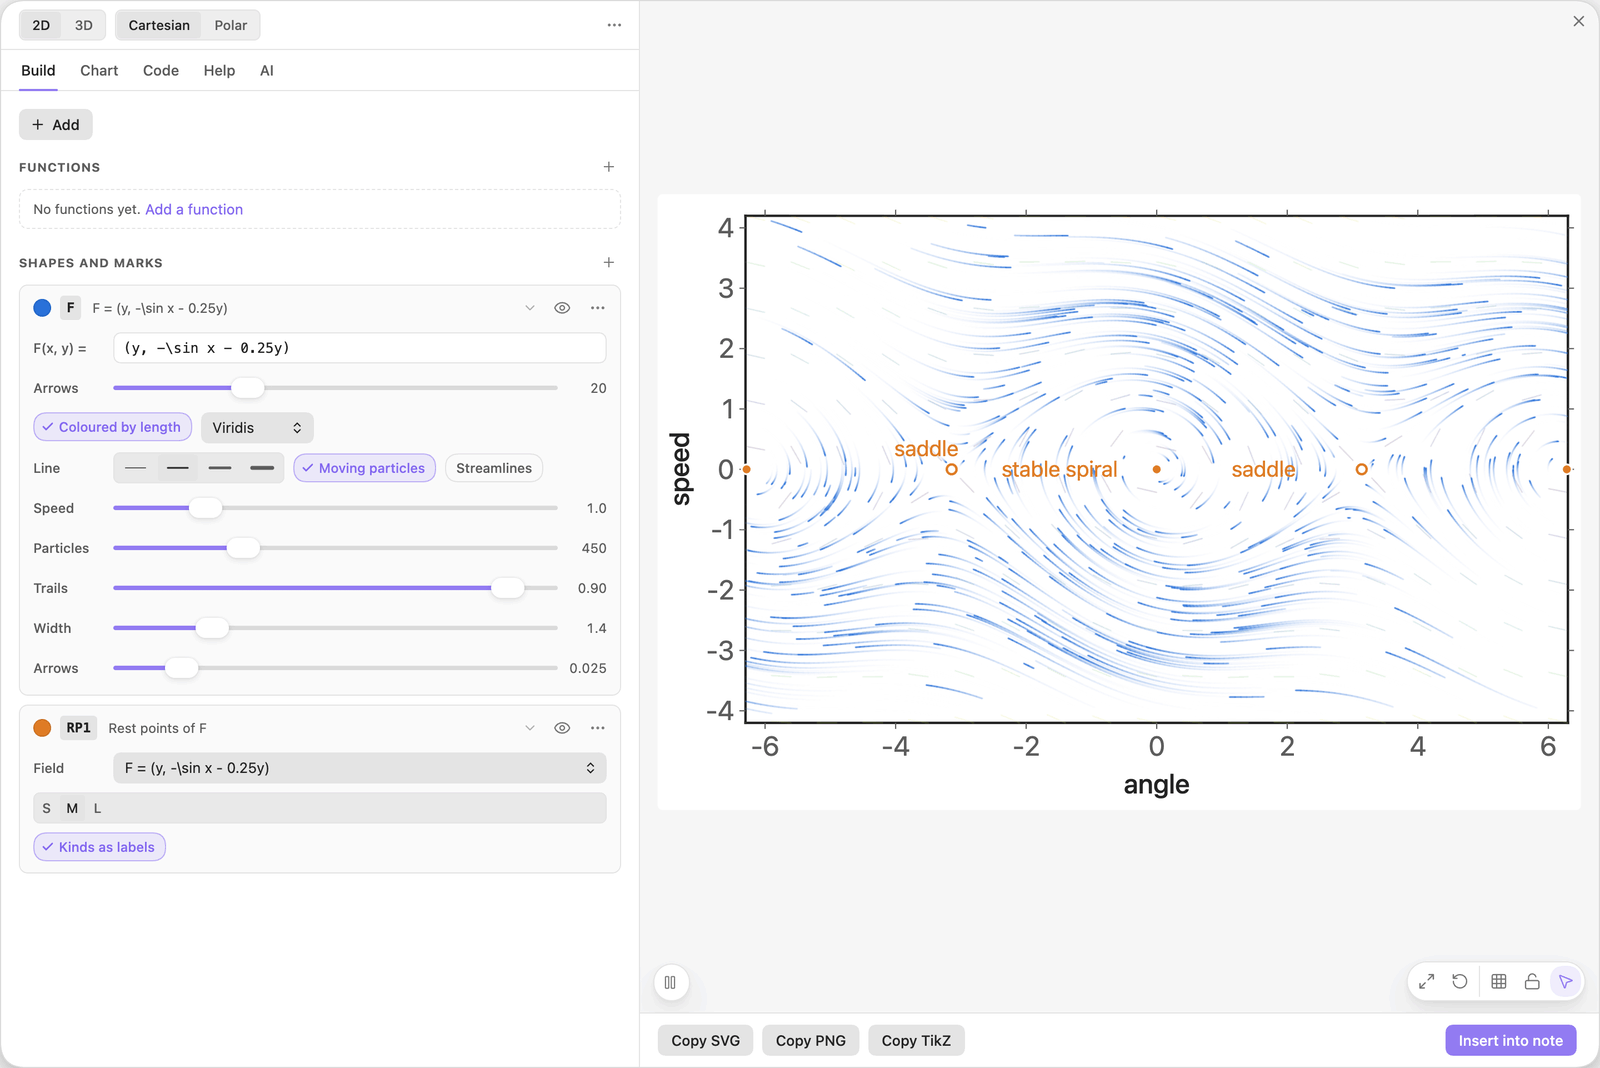 2D 3D Cartesian Polar
Build Chart Code Help AI
+ Add
FUNCTIONS
No functions yet. Add a function
SHAPES AND MARKS
F F = (y, -\sin x - 0.25y)
F(x, y) = (y, -\sin x - 0.25y)
Arrows 20
Coloured by length Viridis
Line Moving particles Streamlines
Speed 1.0
Particles 450
Trails 0.90
Width 1.4
Arrows 0.025
RP1 Rest points of F
Field F = (y, -\sin x - 0.25y)
S M L
Kinds as labels
4
3
2
1
0
-1
-2
-3
-4
speed
saddle
stable spiral
saddle
-6 -4 -2 0 2 4 6
angle
Copy SVG Copy PNG Copy TikZ Insert into note